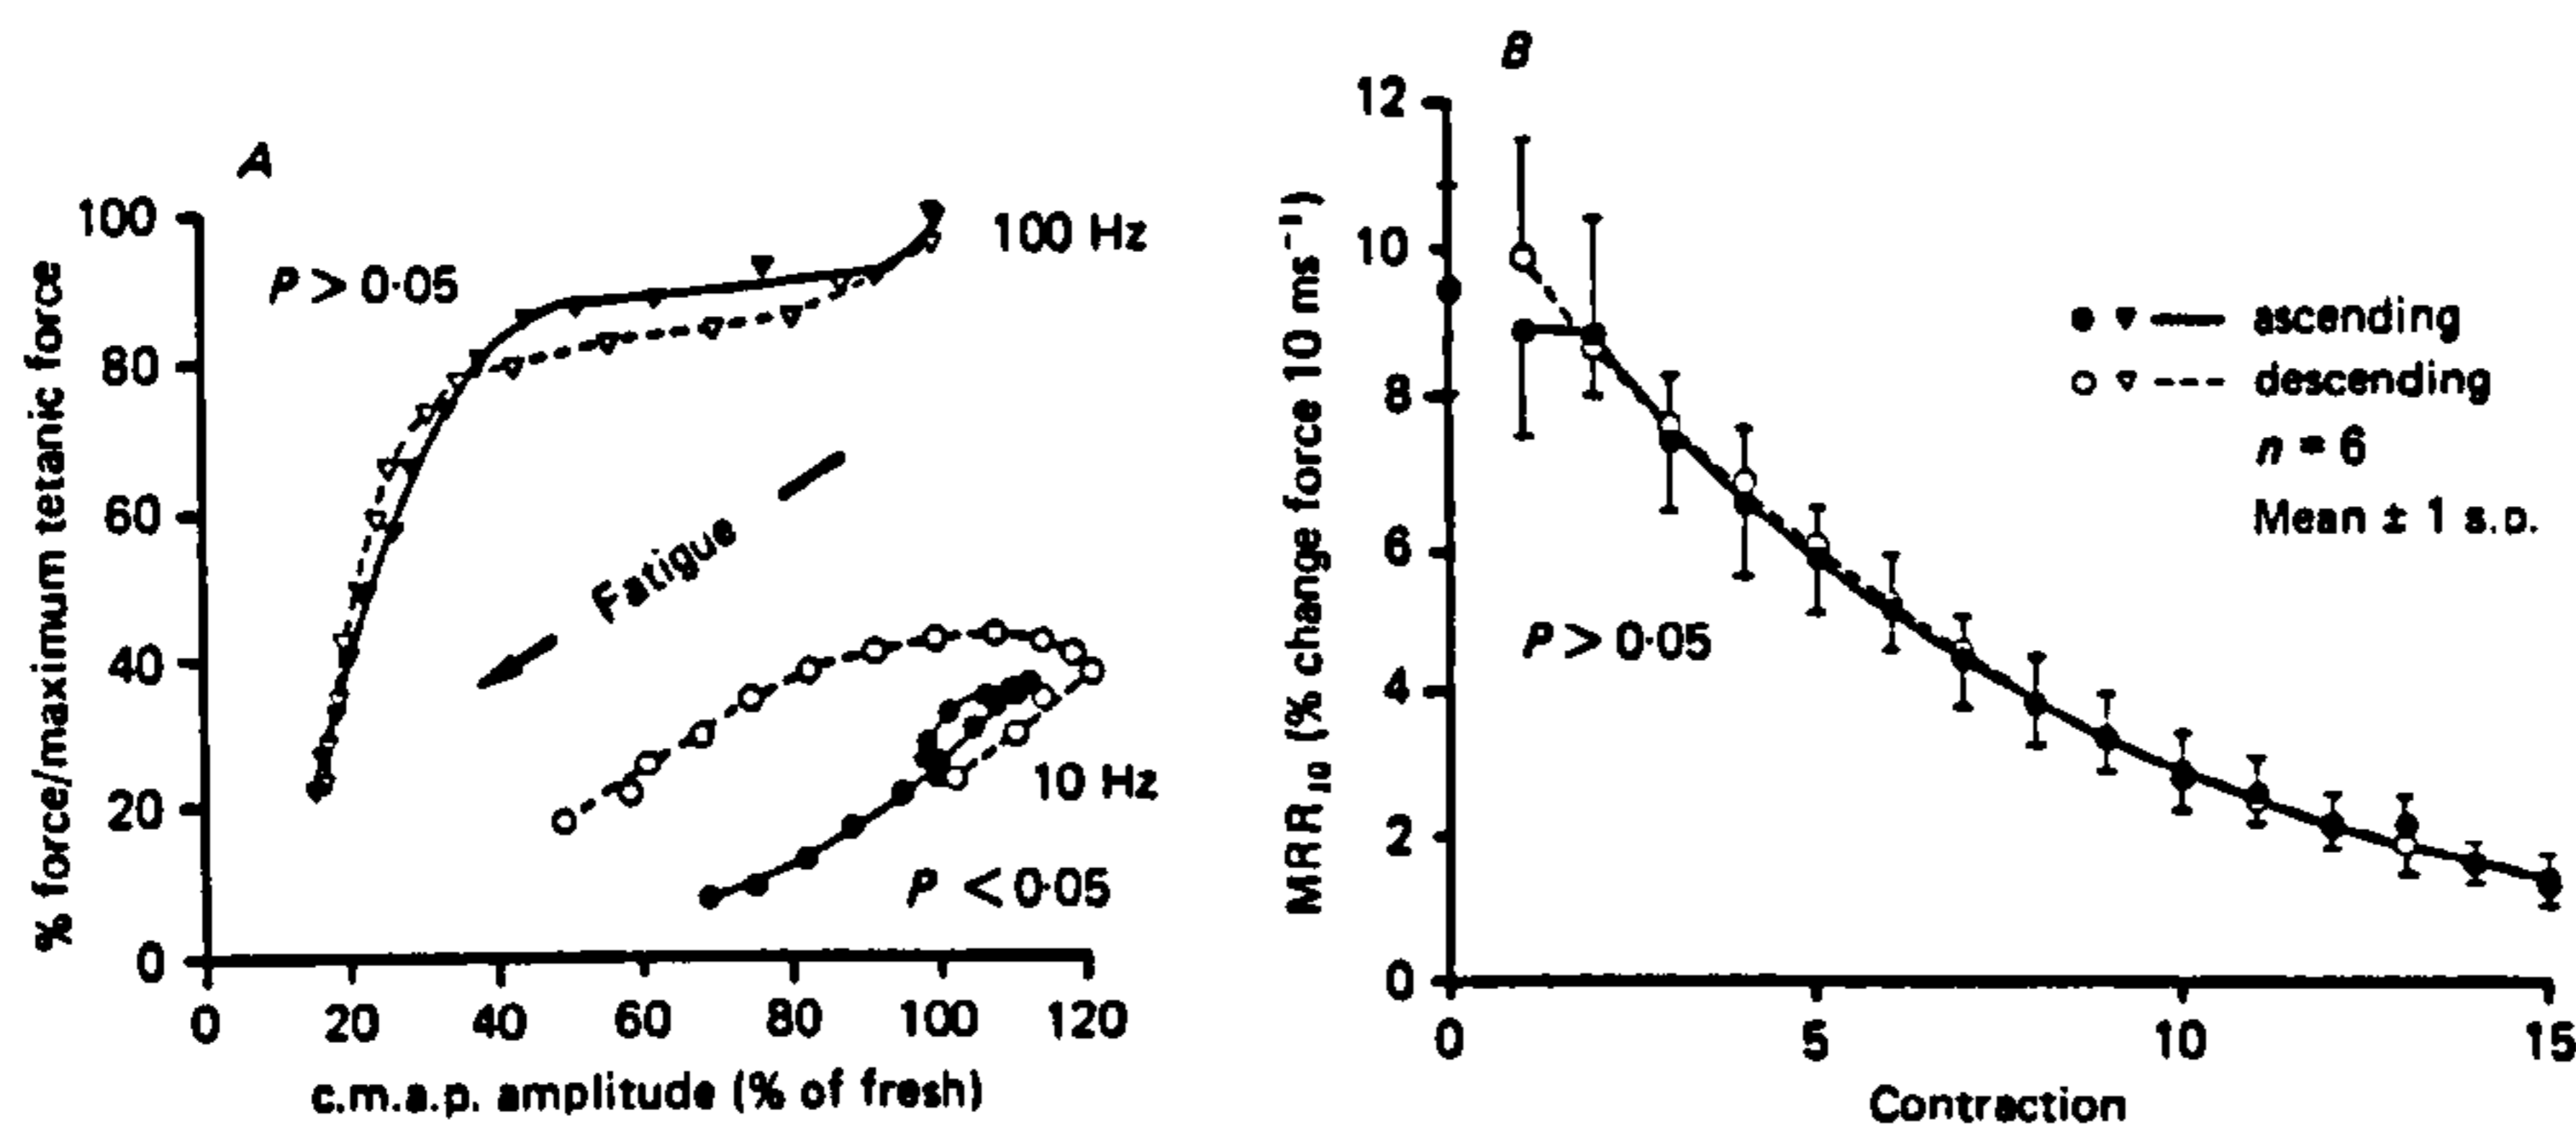 A
% force/maximum tetanic force
100
80
60
40
20
0
0 20 40 60 80 100 120
c.m.a.p. amplitude (% of fresh)
P > 0·05
100 Hz
Fatigue
10 Hz
P < 0·05
B
MRR₁₀ (% change force 10 ms⁻¹)
12
10
8
6
4
2
0
0 5 10 15
Contraction
P > 0·05
ascending
descending
n = 6
Mean ± 1 s.D.